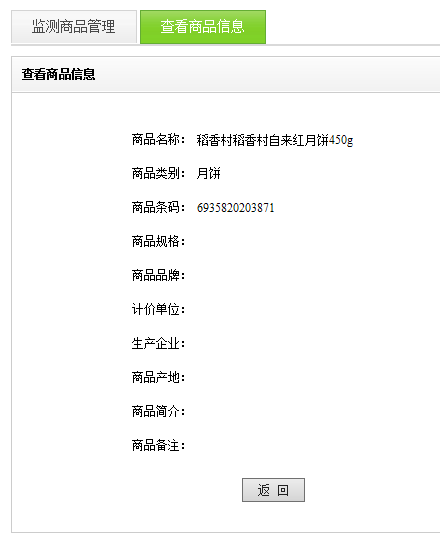 监测商品管理 查看商品信息
查看商品信息
商品名称： 稻香村稻香村自来红月饼450g
商品类别： 月饼
商品条码： 6935820203871
商品规格：
商品品牌：
计价单位：
生产企业：
商品产地：
商品简介：
商品备注：
返 回